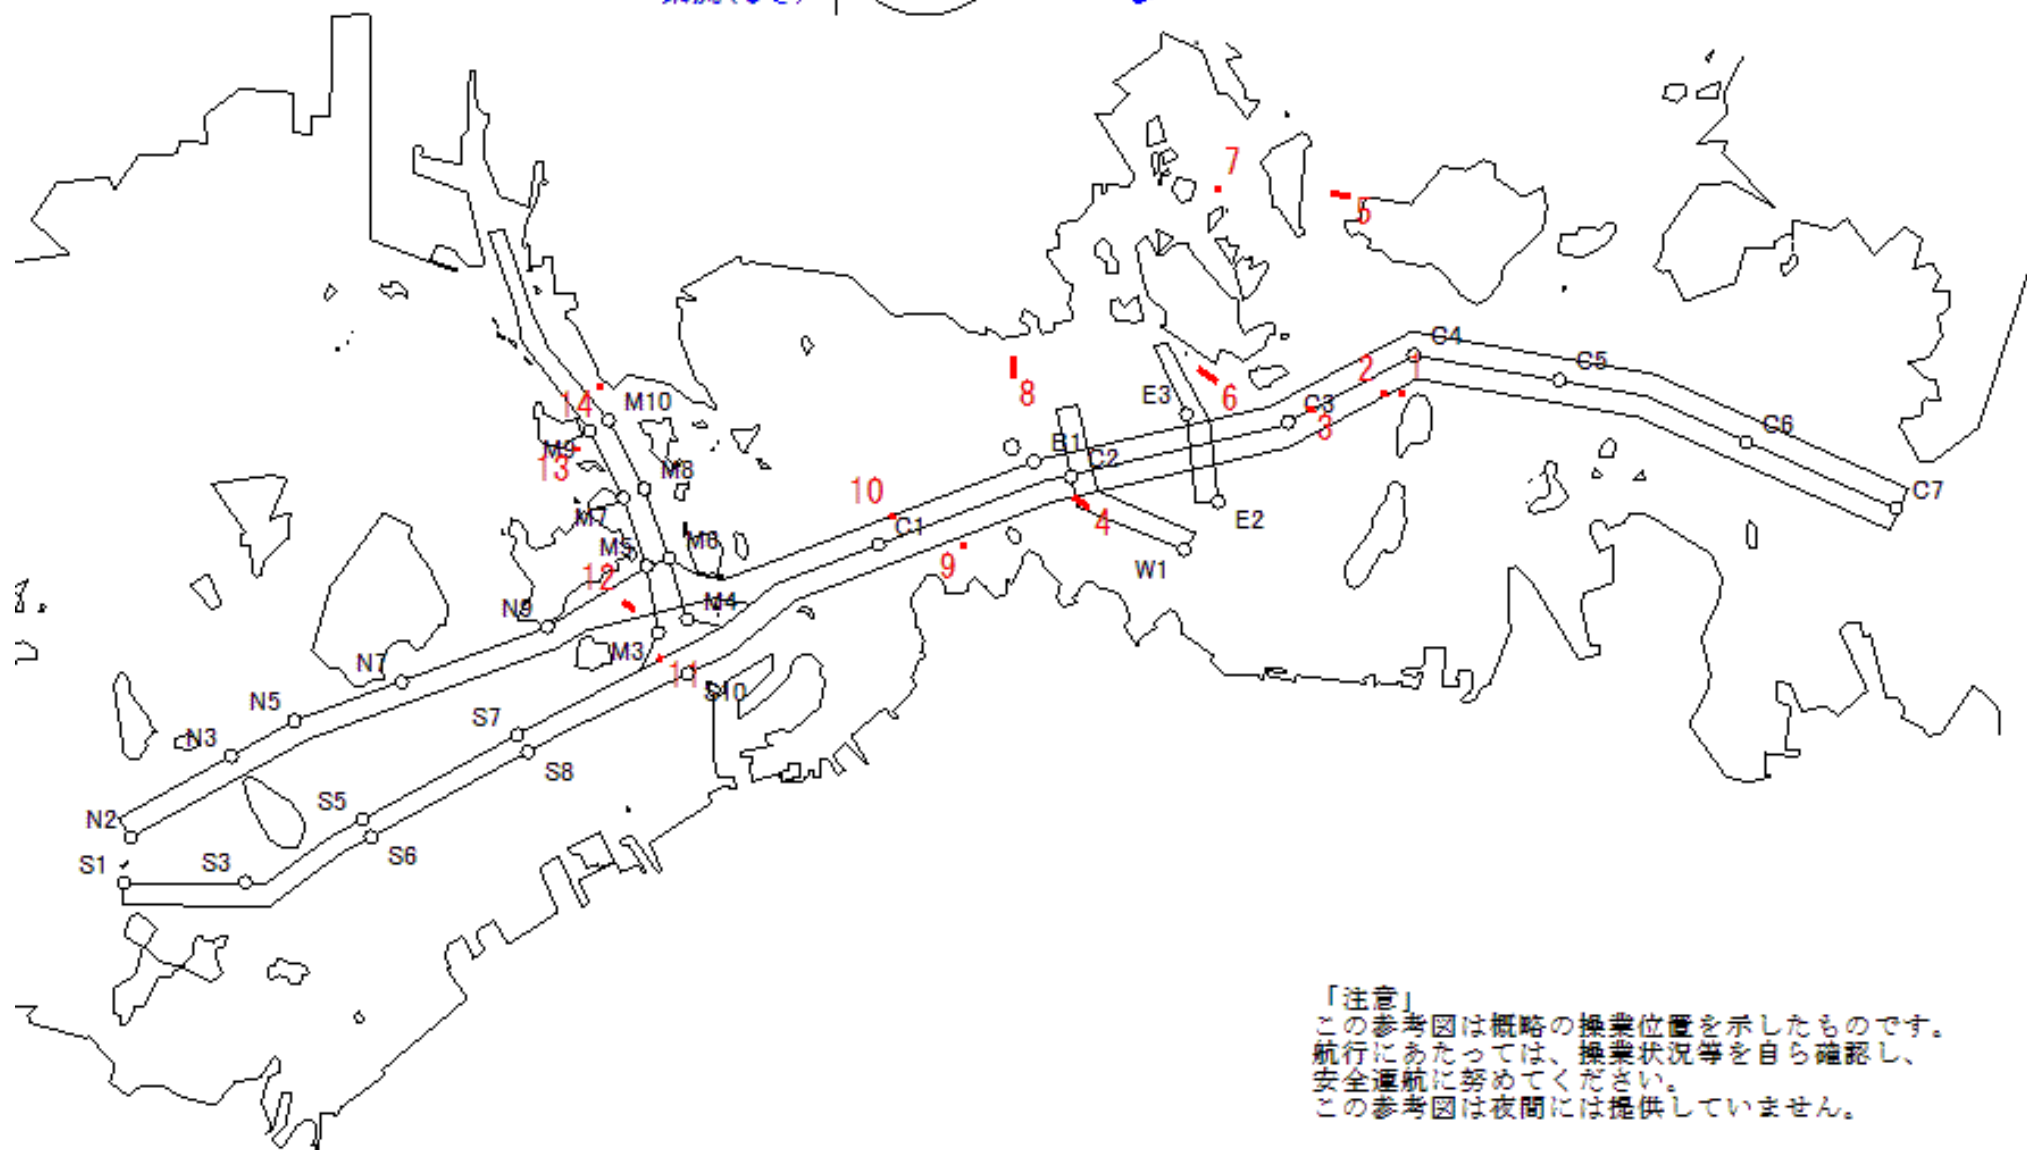 7
5
C4
2
1
C5
8
6
E3
C3
3
14
M10
B1
C6
M9
13
M8
C2
10
C7
M7
C1
4
E2
M5
M6
9
W1
12
N9
M4
M3
N7
11
S10
N5
S7
N3
S8
S5
N2
S6
S1
S3
「注意」
この参考図は概略の操業位置を示したものです。
航行にあたっては、操業状況等を自ら確認し、
安全運航に努めてください。
この参考図は夜間には提供していません。